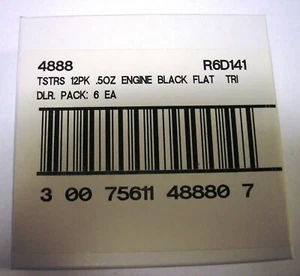 4888 R6D141
TSTRS 12PK .5OZ ENGINE BLACK FLAT TRI
DLR. PACK: 6 EA
3 00 75611 48880 7